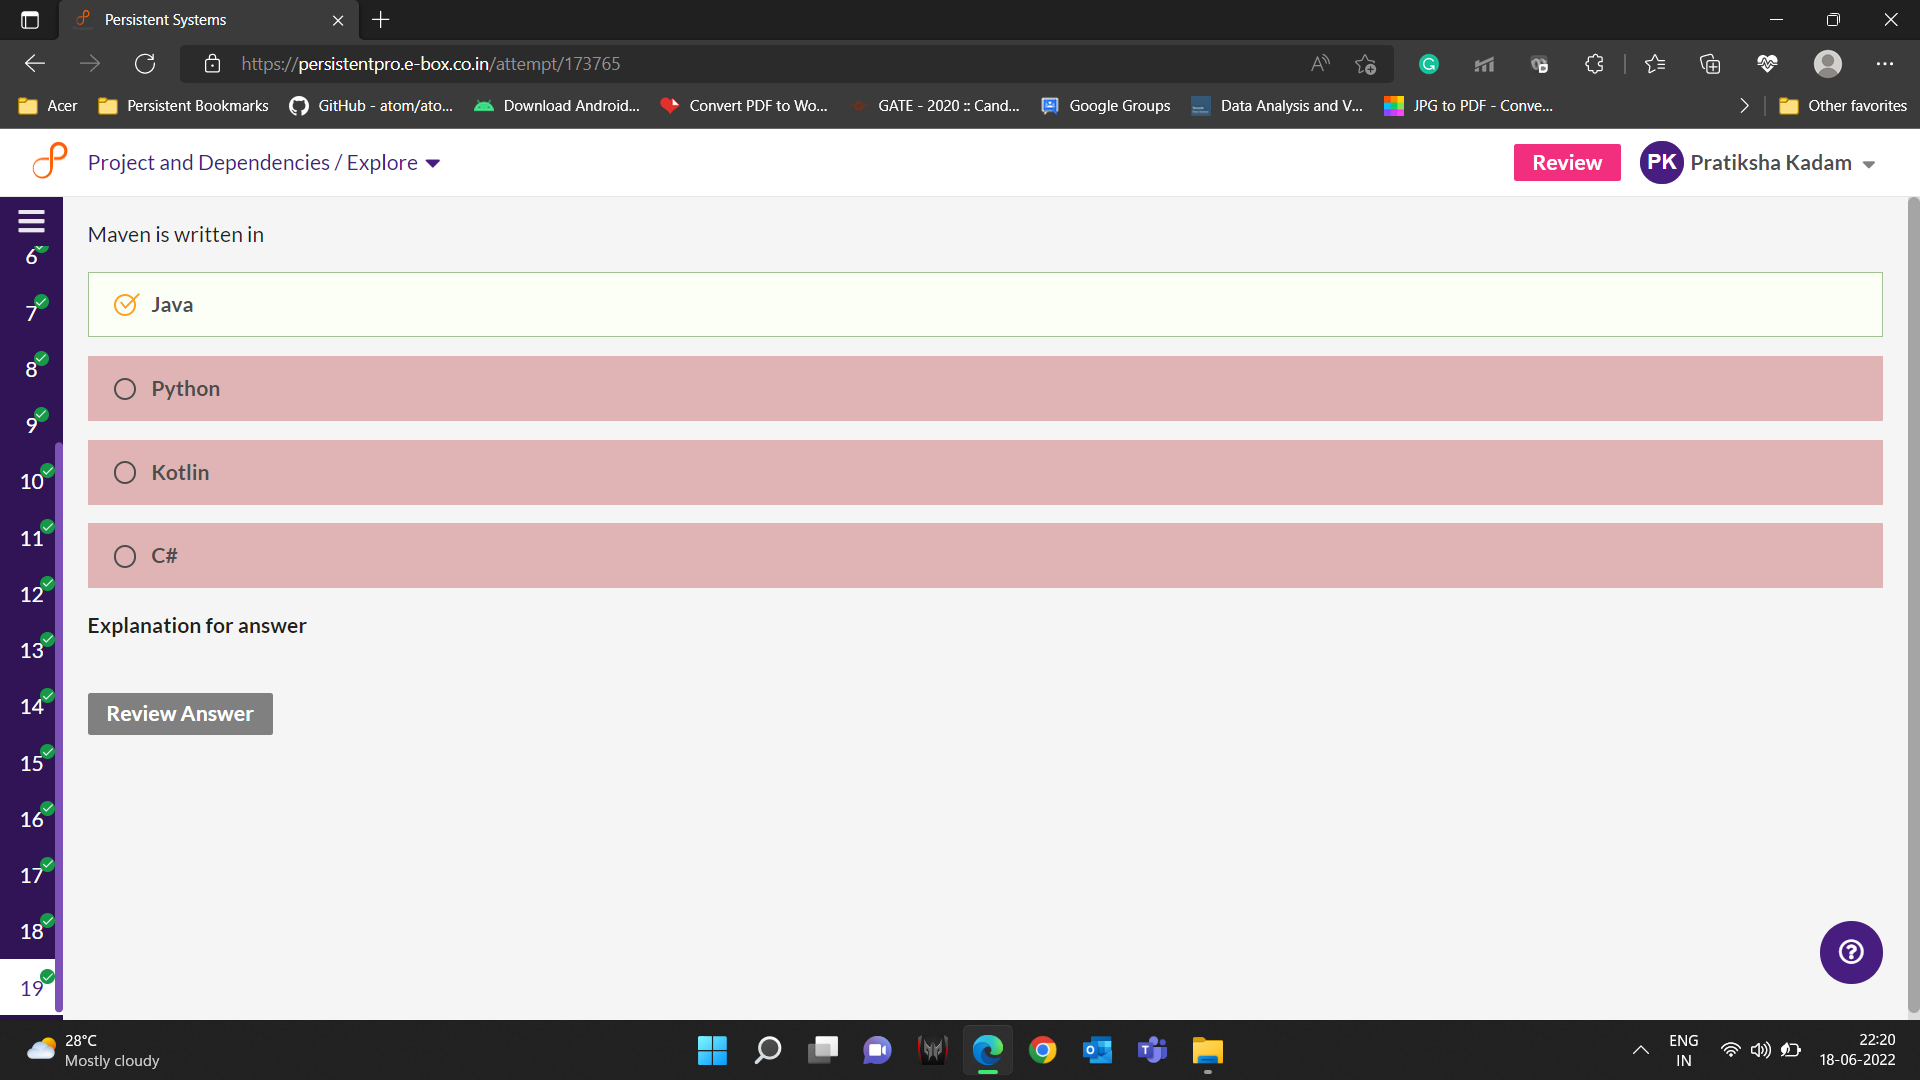 Persistent Systems
https://persistentpro.e-box.co.in/attempt/173765
Acer
Persistent Bookmarks
GitHub - atom/ato...
Download Android...
Convert PDF to Wo...
GATE - 2020 :: Cand...
Google Groups
Data Analysis and V...
JPG to PDF - Conve...
Other favorites
Project and Dependencies / Explore
Review
PK
Pratiksha Kadam
Maven is written in
Java
Python
Kotlin
C#
Explanation for answer
Review Answer
6
7
8
9
10
11
12
13
14
15
16
17
18
19
28°C
Mostly cloudy
ENG
IN
22:20
18-06-2022